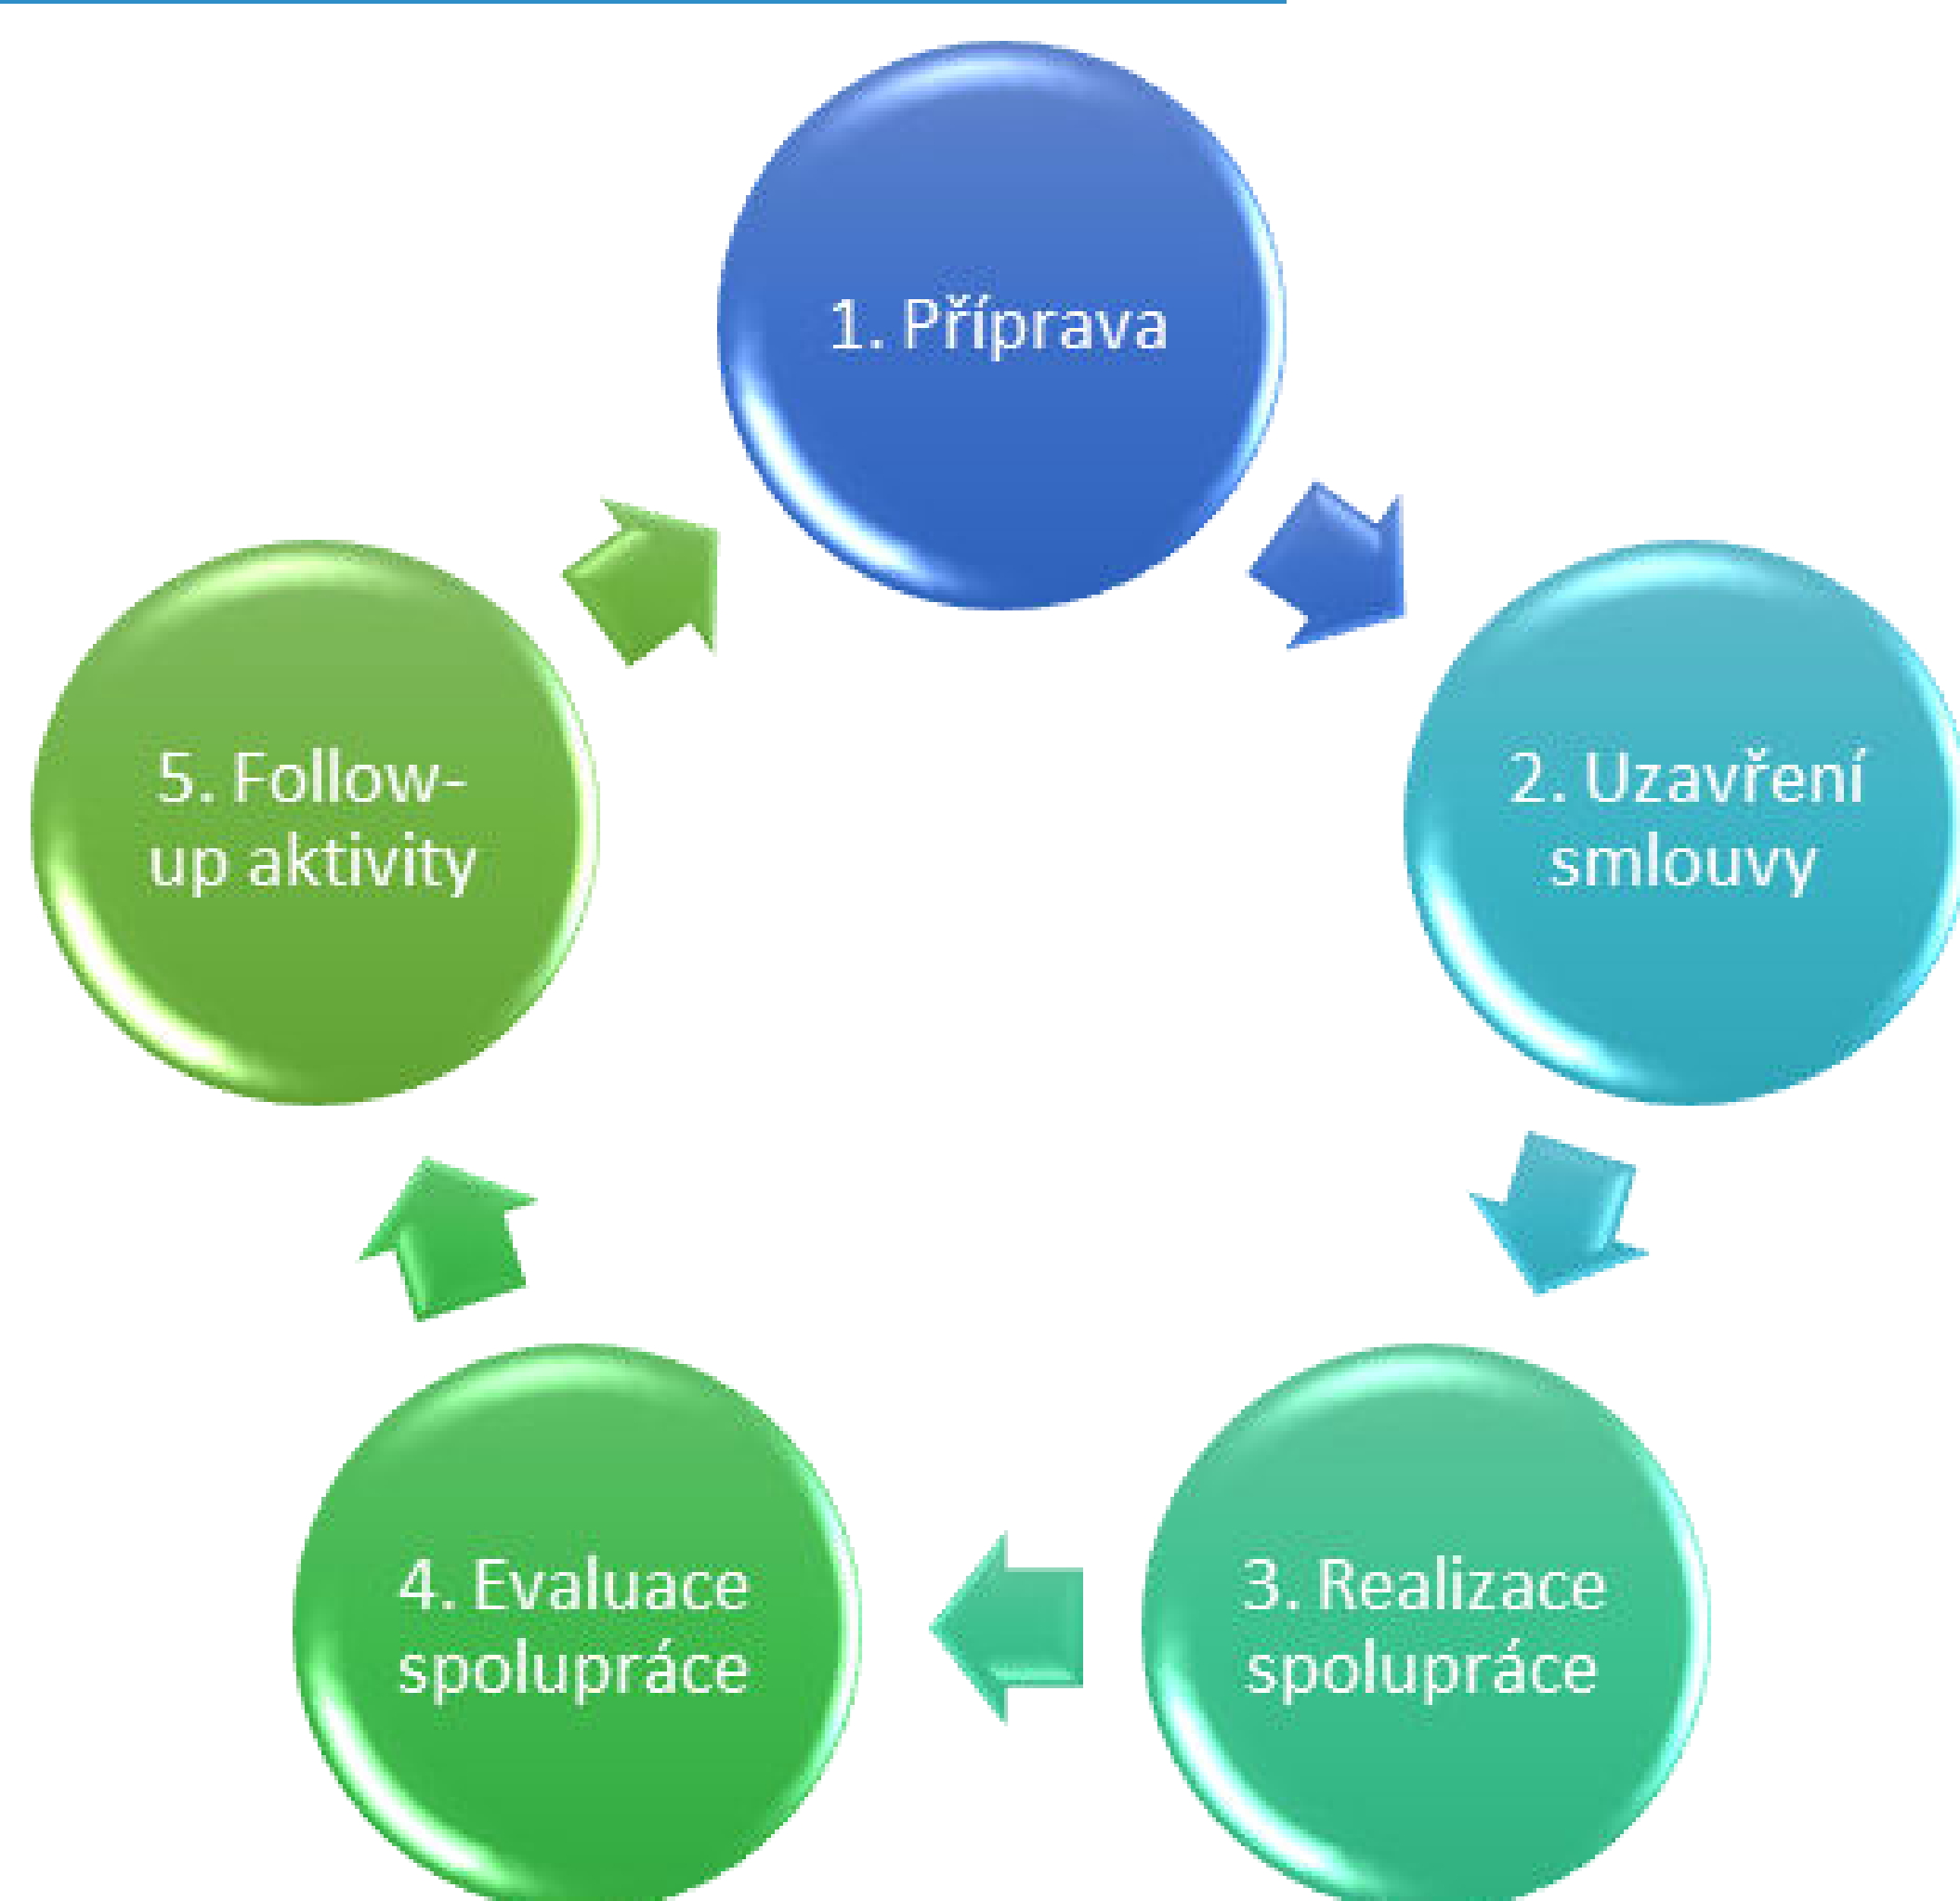 1. Příprava
2. Uzavření
smlouvy
3. Realizace
spolupráce
4. Evaluace
spolupráce
5. Follow-
up aktivity